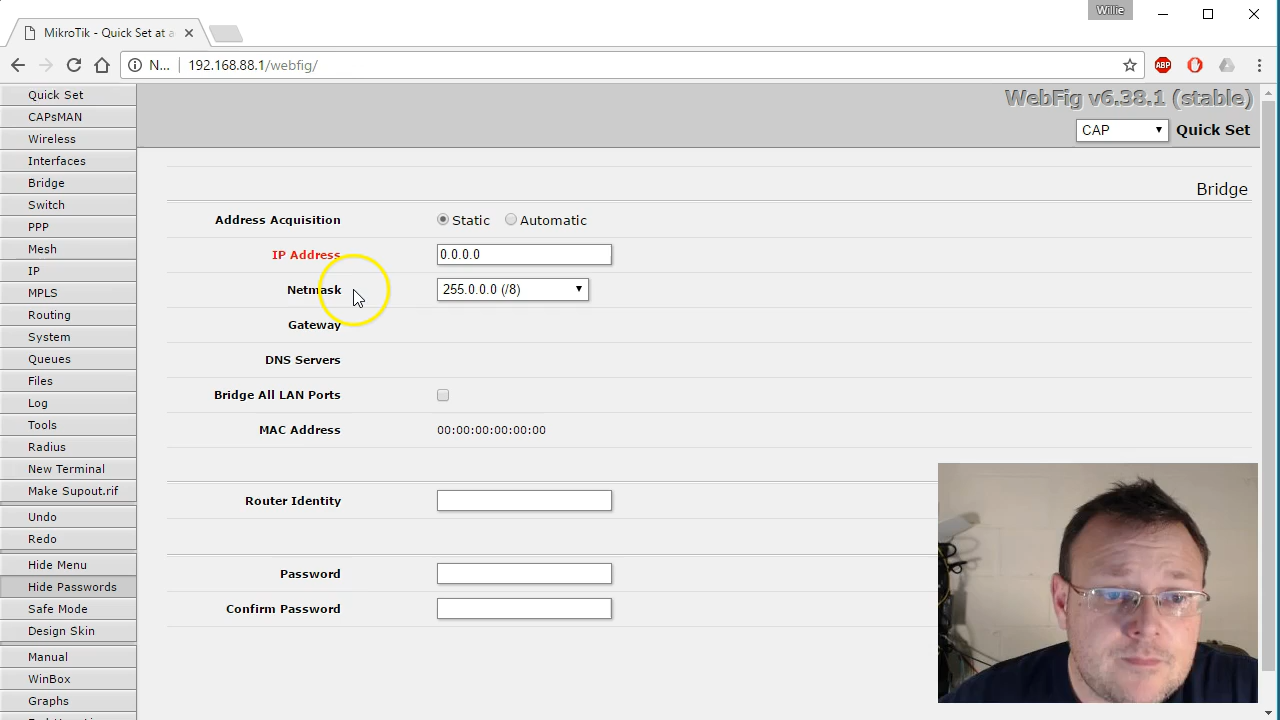 Willie
MikroTik - Quick Set at a
N... 192.168.88.1/webfig/
ABP
WebFig v6.38.1 (stable)
CAP Quick Set
Quick Set
CAPsMAN
Wireless
Interfaces
Bridge
Switch
PPP
Mesh
IP
MPLS
Routing
System
Queues
Files
Log
Tools
Radius
New Terminal
Make Supout.rif
Undo
Redo
Hide Menu
Hide Passwords
Safe Mode
Design Skin
Manual
WinBox
Graphs
Bridge
Address Acquisition Static Automatic
IP Address 0.0.0.0
Netmask 255.0.0.0 (/8)
Gateway
DNS Servers
Bridge All LAN Ports
MAC Address 00:00:00:00:00:00
Router Identity
Password
Confirm Password